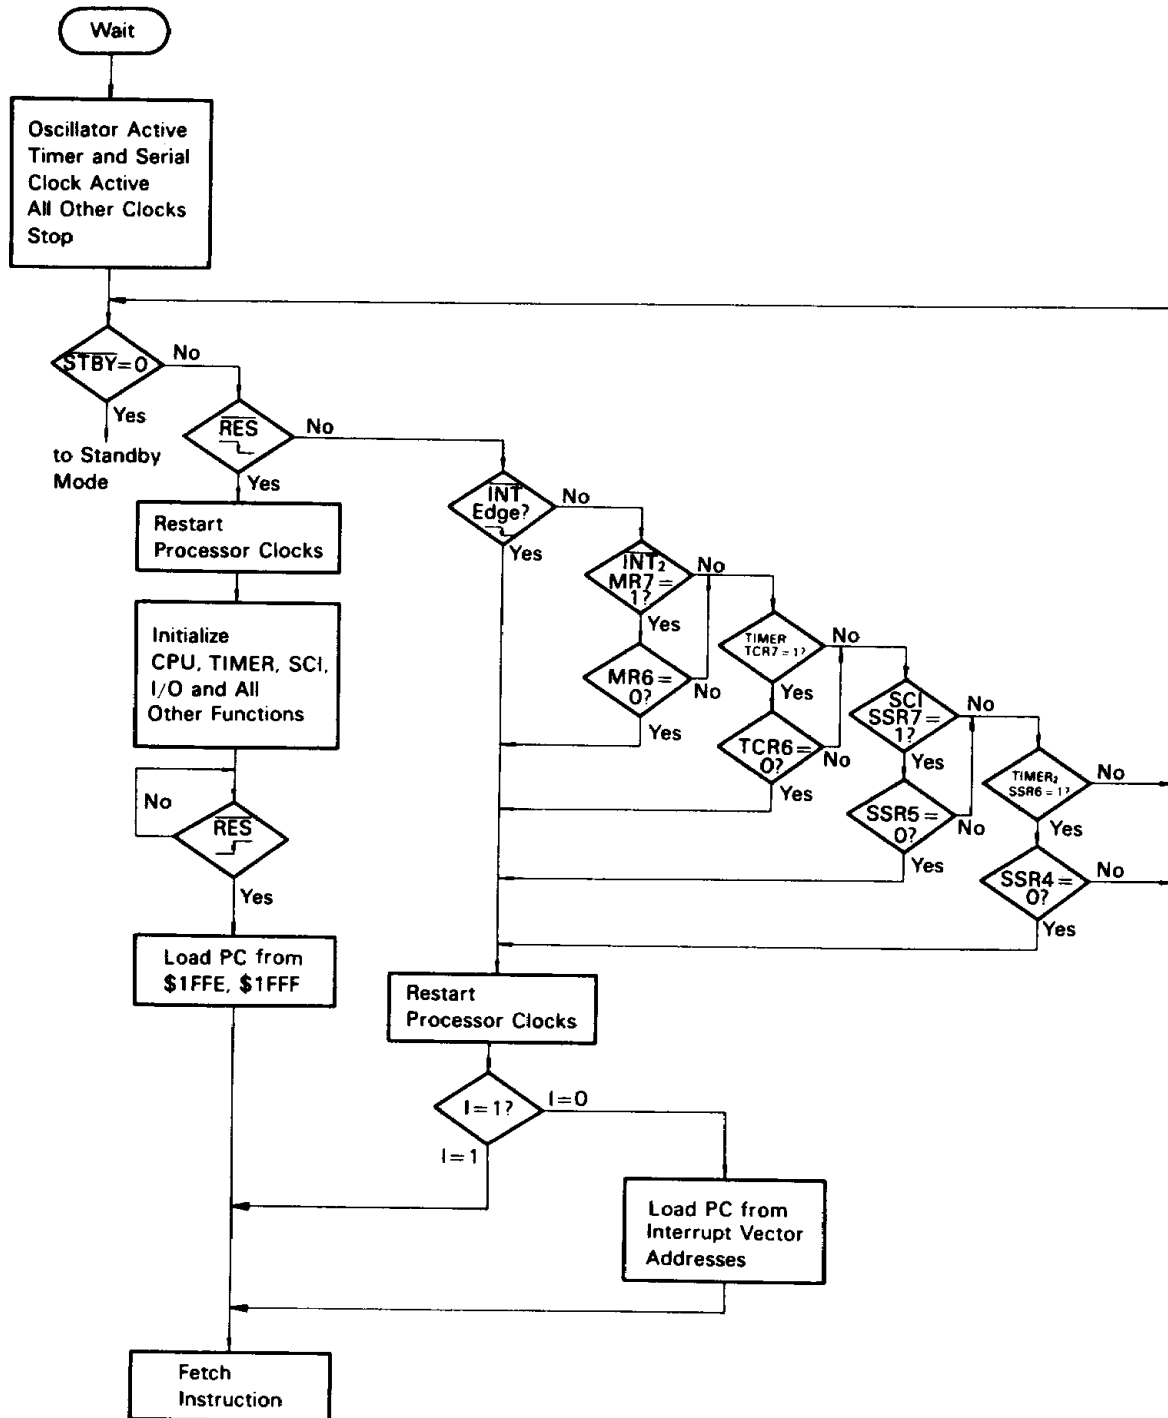 Wait
Oscillator Active
Timer and Serial
Clock Active
All Other Clocks
Stop
STBY=0
No
Yes
to Standby
Mode
RES
No
Yes
Restart
Processor Clocks
Initialize
CPU, TIMER, SCI,
I/O and All
Other Functions
No
RES
Yes
Load PC from
$1FFE, $1FFF
INT
Edge?
No
Yes
INT2
MR7=
1?
No
Yes
MR6=
0?
No
Yes
TIMER
TCR7=1?
No
Yes
TCR6=
0?
No
Yes
SCI
SSR7=
1?
No
Yes
SSR5=
0?
No
Yes
TIMER2
SSR6=1?
No
Yes
SSR4=
0?
No
Yes
Restart
Processor Clocks
I=1?
I=0
I=1
Load PC from
Interrupt Vector
Addresses
Fetch
Instruction